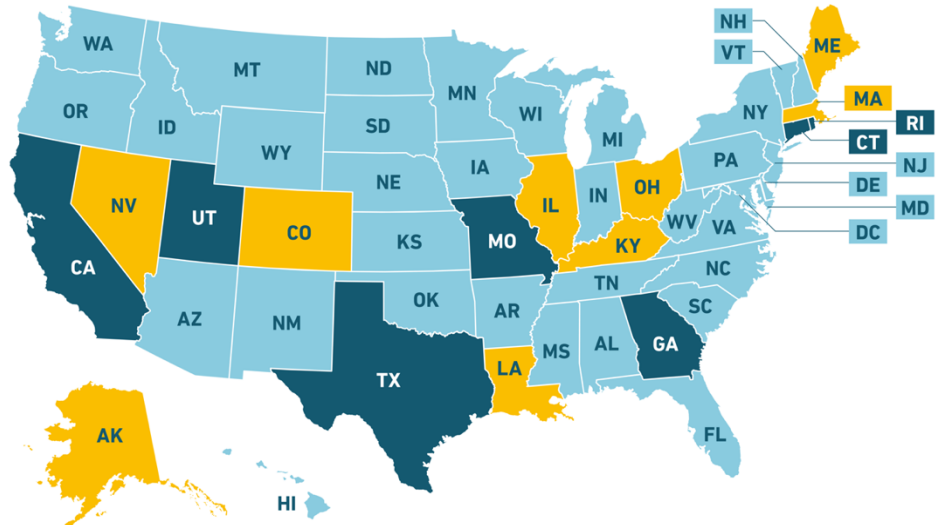 WA
MT
ND
MN
OR
ID
SD
WI
MI
WY
IA
NE
NV
UT
CO
KS
CA
AZ
NM
OK
TX
MO
AR
LA
IL
IN
OH
KY
WV
VA
TN
NC
SC
MS
AL
GA
FL
AK
HI
PA
NY
NH
VT
ME
MA
RI
CT
NJ
DE
MD
DC